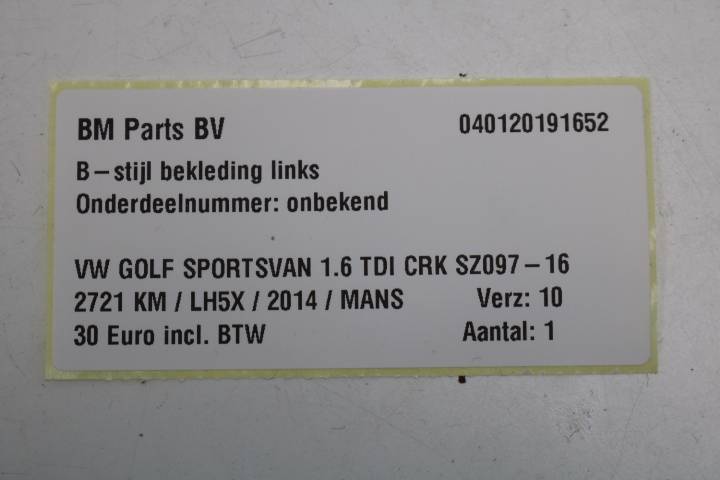 BM Parts BV 040120191652
B-stijl bekleding links
Onderdeelnummer: onbekend
VW GOLF SPORTSVAN 1.6 TDI CRK SZ097-16
2721 KM / LH5X / 2014 / MANS Verz: 10
30 Euro incl. BTW Aantal: 1